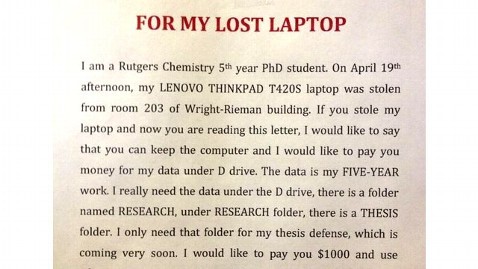 FOR MY LOST LAPTOP
I am a Rutgers Chemistry 5th year PhD student. On April 19th
afternoon, my LENOVO THINKPAD T420S laptop was stolen
from room 203 of Wright-Rieman building. If you stole my
laptop and now you are reading this letter, I would like to say
that you can keep the computer and I would like to pay you
money for my data under D drive. The data is my FIVE-YEAR
work. I really need the data under the D drive, there is a folder
named RESEARCH, under RESEARCH folder, there is a THESIS
folder. I only need that folder for my thesis defense, which is
coming very soon. I would like to pay you $1000 and use